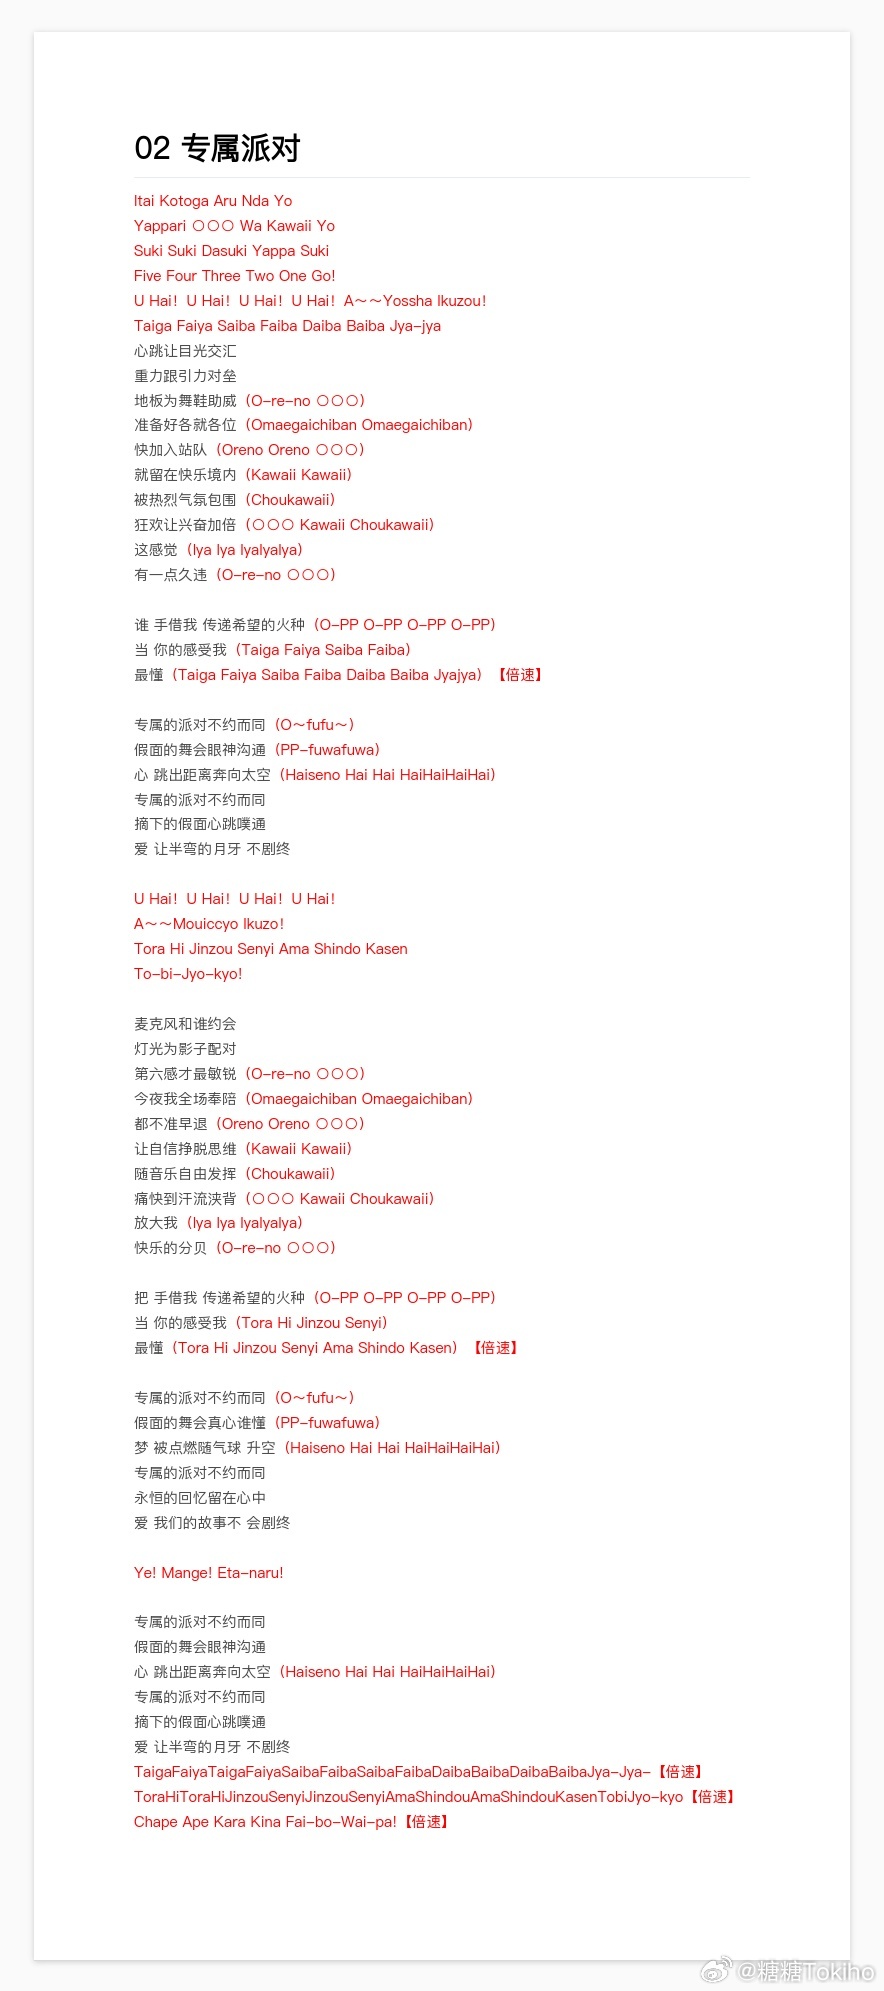 02 专属派对
Itai Kotoga Aru Nda Yo
Yappari 〇〇〇 Wa Kawaii Yo
Suki Suki Dasuki Yappa Suki
Five Four Three Two One Go!
U Hai！U Hai！U Hai！U Hai！A～～Yossha Ikuzou！
Taiga Faiya Saiba Faiba Daiba Baiba Jya-jya
心跳让目光交汇
重力跟引力对垒
地板为舞鞋助威（O-re-no 〇〇〇）
准备好各就各位（Omaegaichiban Omaegaichiban）
快加入站队（Oreno Oreno 〇〇〇）
就留在快乐境内（Kawaii Kawaii）
被热烈气氛包围（Choukawaii）
狂欢让兴奋加倍（〇〇〇 Kawaii Choukawaii）
这感觉（Iya Iya IyaIyaIya）
有一点久违（O-re-no 〇〇〇）
谁 手借我 传递希望的火种（O-PP O-PP O-PP O-PP）
当 你的感受我（Taiga Faiya Saiba Faiba）
最懂（Taiga Faiya Saiba Faiba Daiba Baiba Jyajya）【倍速】
专属的派对不约而同（O～fufu～）
假面的舞会眼神沟通（PP-fuwafuwa）
心 跳出距离奔向太空（Haiseno Hai Hai HaiHaiHaiHai）
专属的派对不约而同
摘下的假面心跳噗通
爱 让半弯的月牙 不剧终
U Hai！U Hai！U Hai！U Hai！
A～～Mouiccyo Ikuzo！
Tora Hi Jinzou Senyi Ama Shindo Kasen
To-bi-Jyo-kyo!
麦克风和谁约会
灯光为影子配对
第六感才最敏锐（O-re-no 〇〇〇）
今夜我全场奉陪（Omaegaichiban Omaegaichiban）
都不准早退（Oreno Oreno 〇〇〇）
让自信挣脱思维（Kawaii Kawaii）
随音乐自由发挥（Choukawaii）
痛快到汗流浃背（〇〇〇 Kawaii Choukawaii）
放大我（Iya Iya IyaIyaIya）
快乐的分贝（O-re-no 〇〇〇）
把 手借我 传递希望的火种（O-PP O-PP O-PP O-PP）
当 你的感受我（Tora Hi Jinzou Senyi）
最懂（Tora Hi Jinzou Senyi Ama Shindo Kasen）【倍速】
专属的派对不约而同（O～fufu～）
假面的舞会真心谁懂（PP-fuwafuwa）
梦 被点燃随气球 升空（Haiseno Hai Hai HaiHaiHaiHai）
专属的派对不约而同
永恒的回忆留在心中
爱 我们的故事不 会剧终
Ye! Mange! Eta-naru!
专属的派对不约而同
假面的舞会眼神沟通
心 跳出距离奔向太空（Haiseno Hai Hai HaiHaiHaiHai）
专属的派对不约而同
摘下的假面心跳噗通
爱 让半弯的月牙 不剧终
TaigaFaiyaTaigaFaiyaSaibaFaibaSaibaFaibaDaibaBaibaDaibaBaibaJya-Jya-【倍速】
ToraHiToraHiJinzouSenyiJinzouSenyiAmaShindouAmaShindouKasenTobiJyo-kyo【倍速】
Chape Ape Kara Kina Fai-bo-Wai-pa!【倍速】
@糖糖Tokiho